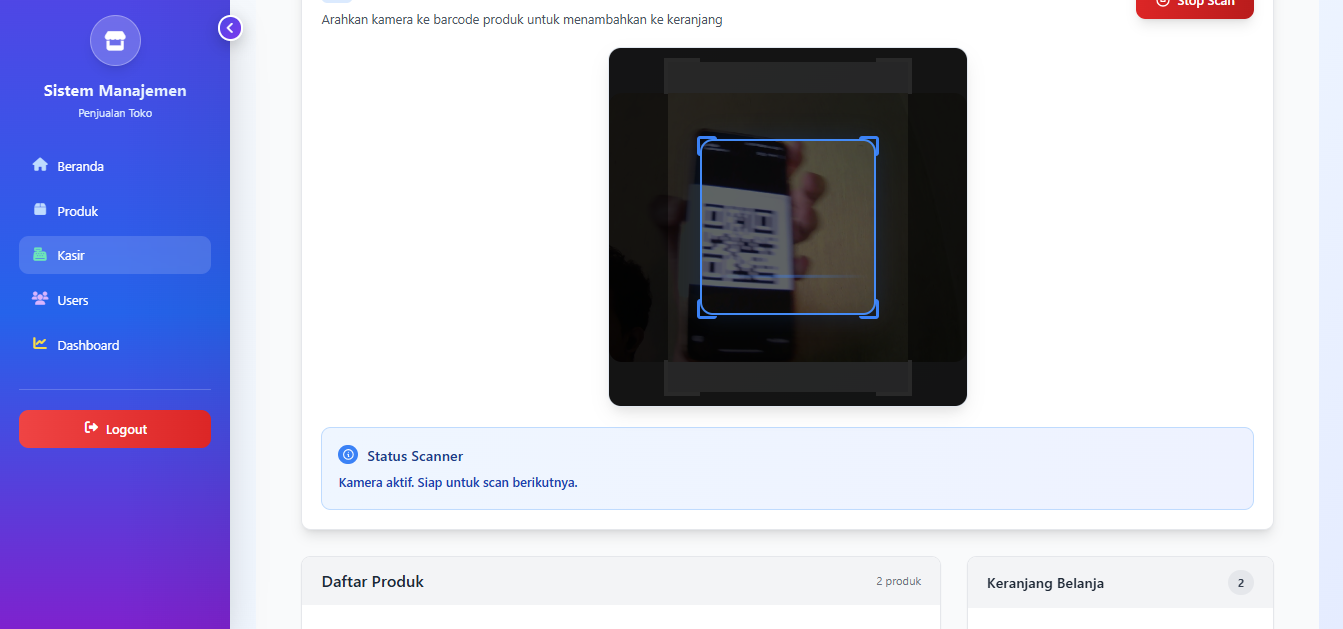 Sistem Manajemen
Penjualan Toko
Beranda
Produk
Kasir
Users
Dashboard
Logout
Arahkan kamera ke barcode produk untuk menambahkan ke keranjang
Stop Scan
Status Scanner
Kamera aktif. Siap untuk scan berikutnya.
Daftar Produk
2 produk
Keranjang Belanja
2